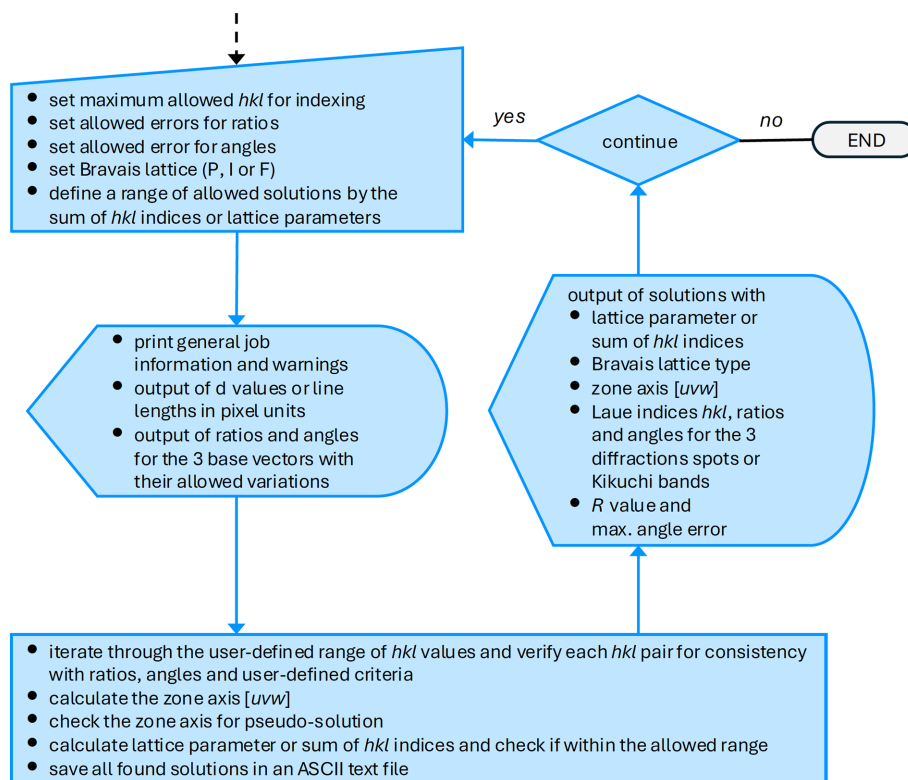 • set maximum allowed hkl for indexing
• set allowed errors for ratios
• set allowed error for angles
• set Bravais lattice (P, I or F)
• define a range of allowed solutions by the
sum of hkl indices or lattice parameters
yes
continue
no
END
• print general job
information and warnings
• output of d values or line
lengths in pixel units
• output of ratios and angles
for the 3 base vectors with
their allowed variations
output of solutions with
• lattice parameter or
sum of hkl indices
• Bravais lattice type
• zone axis [uvw]
• Laue indices hkl, ratios
and angles for the 3
diffractions spots or
Kikuchi bands
• R value and
max. angle error
• iterate through the user-defined range of hkl values and verify each hkl pair for consistency
with ratios, angles and user-defined criteria
• calculate the zone axis [uvw]
• check the zone axis for pseudo-solution
• calculate lattice parameter or sum of hkl indices and check if within the allowed range
• save all found solutions in an ASCII text file